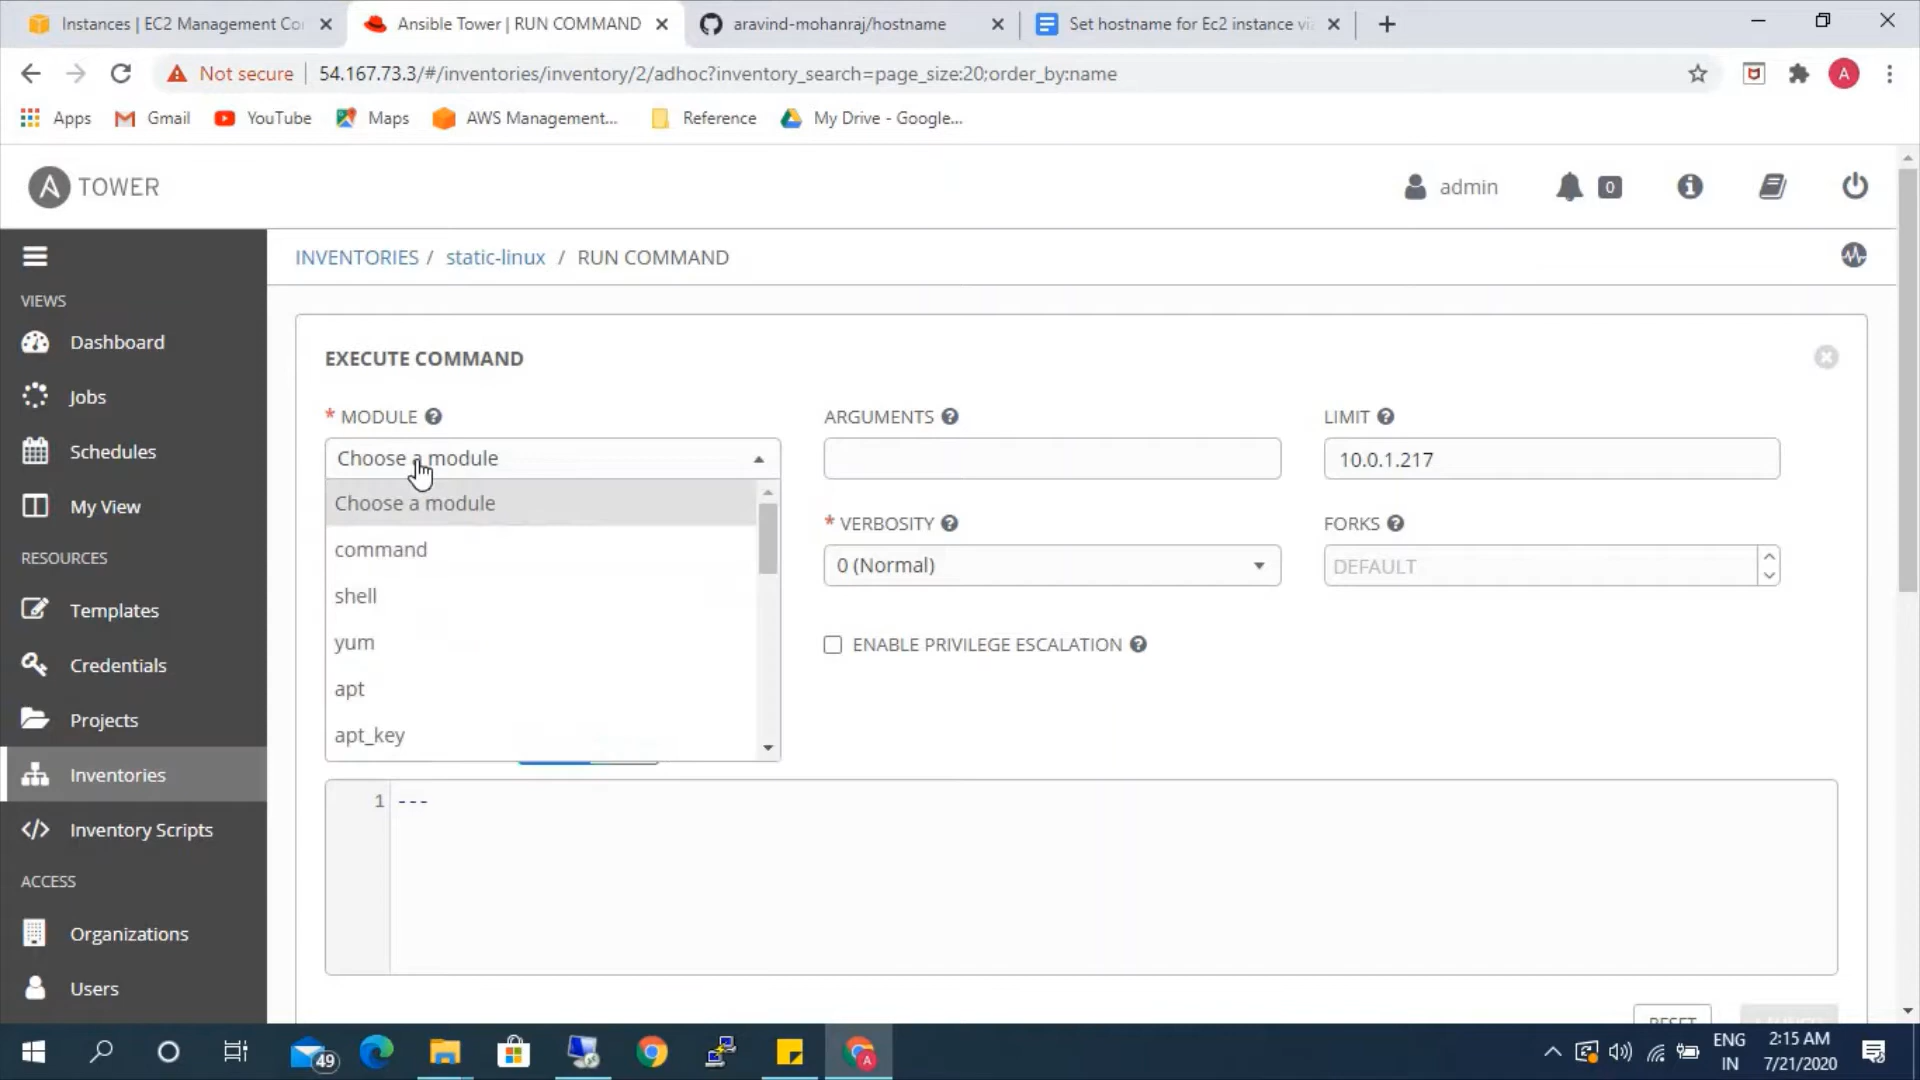 Instances | EC2 Management Co
Ansible Tower | RUN COMMAND
aravind-mohanraj/hostname
Set hostname for Ec2 instance vi
Not secure
54.167.73.3/#/inventories/inventory/2/adhoc?inventory_search=page_size:20;order_by:name
A
Apps
Gmail
YouTube
Maps
AWS Management...
Reference
My Drive - Google...
A TOWER
admin
0
INVENTORIES / static-linux / RUN COMMAND
VIEWS
Dashboard
Jobs
Schedules
My View
RESOURCES
Templates
Credentials
Projects
Inventories
Inventory Scripts
ACCESS
Organizations
Users
EXECUTE COMMAND
* MODULE
Choose a module
Choose a module
command
shell
yum
apt
apt_key
ARGUMENTS
LIMIT
10.0.1.217
* VERBOSITY
0 (Normal)
FORKS
DEFAULT
ENABLE PRIVILEGE ESCALATION
1 ---
RESET
49
A
ENG
IN
2:15 AM
7/21/2020